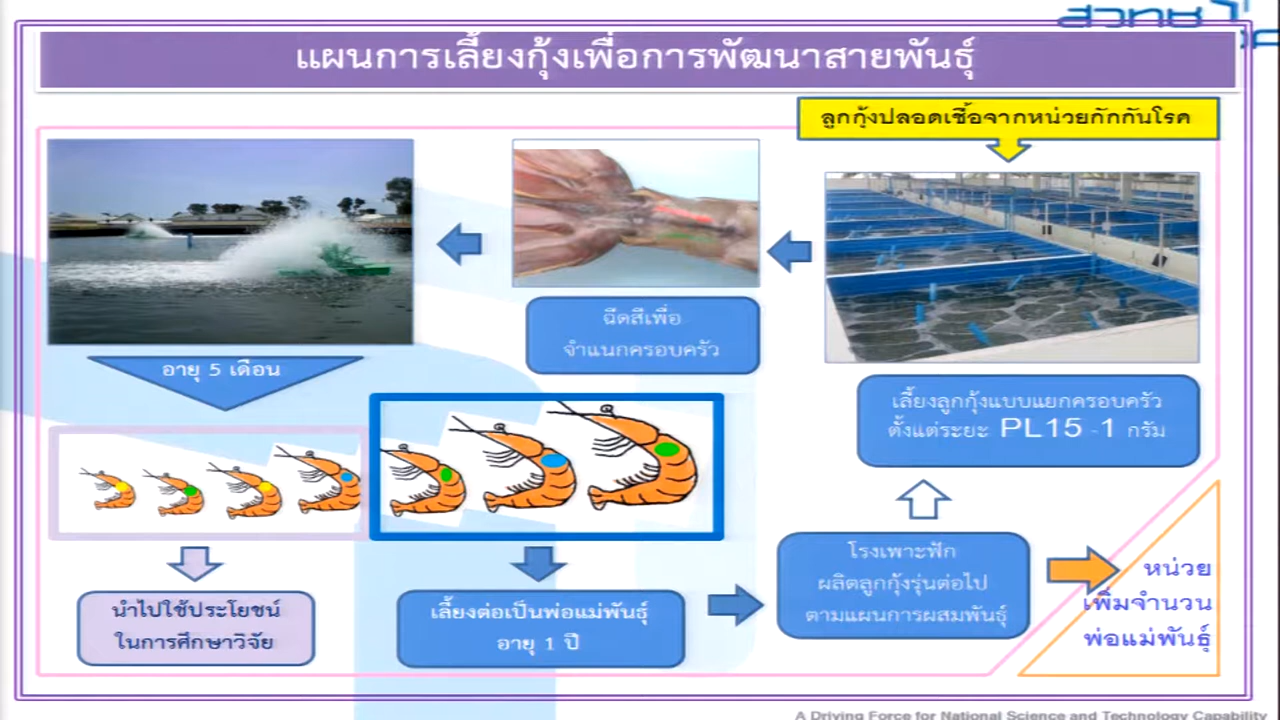 สวทช
แผนการเลี้ยงกุ้งเพื่อการพัฒนาสายพันธุ์
ลูกกุ้งปลอดเชื้อจากหน่วยกักกันโรค
ฉีดสีเพื่อ
จำแนกครอบครัว
อายุ 5 เดือน
เลี้ยงลูกกุ้งแบบแยกครอบครัว
ตั้งแต่ระยะ PL15 -1 กรัม
โรงเพาะฟัก
ผลิตลูกกุ้งรุ่นต่อไป
ตามแผนการผสมพันธุ์
หน่วย
เพิ่มจำนวน
พ่อแม่พันธุ์
นำไปใช้ประโยชน์
ในการศึกษาวิจัย
เลี้ยงต่อเป็นพ่อแม่พันธุ์
อายุ 1 ปี
A Driving Force for National Science and Technology Capability